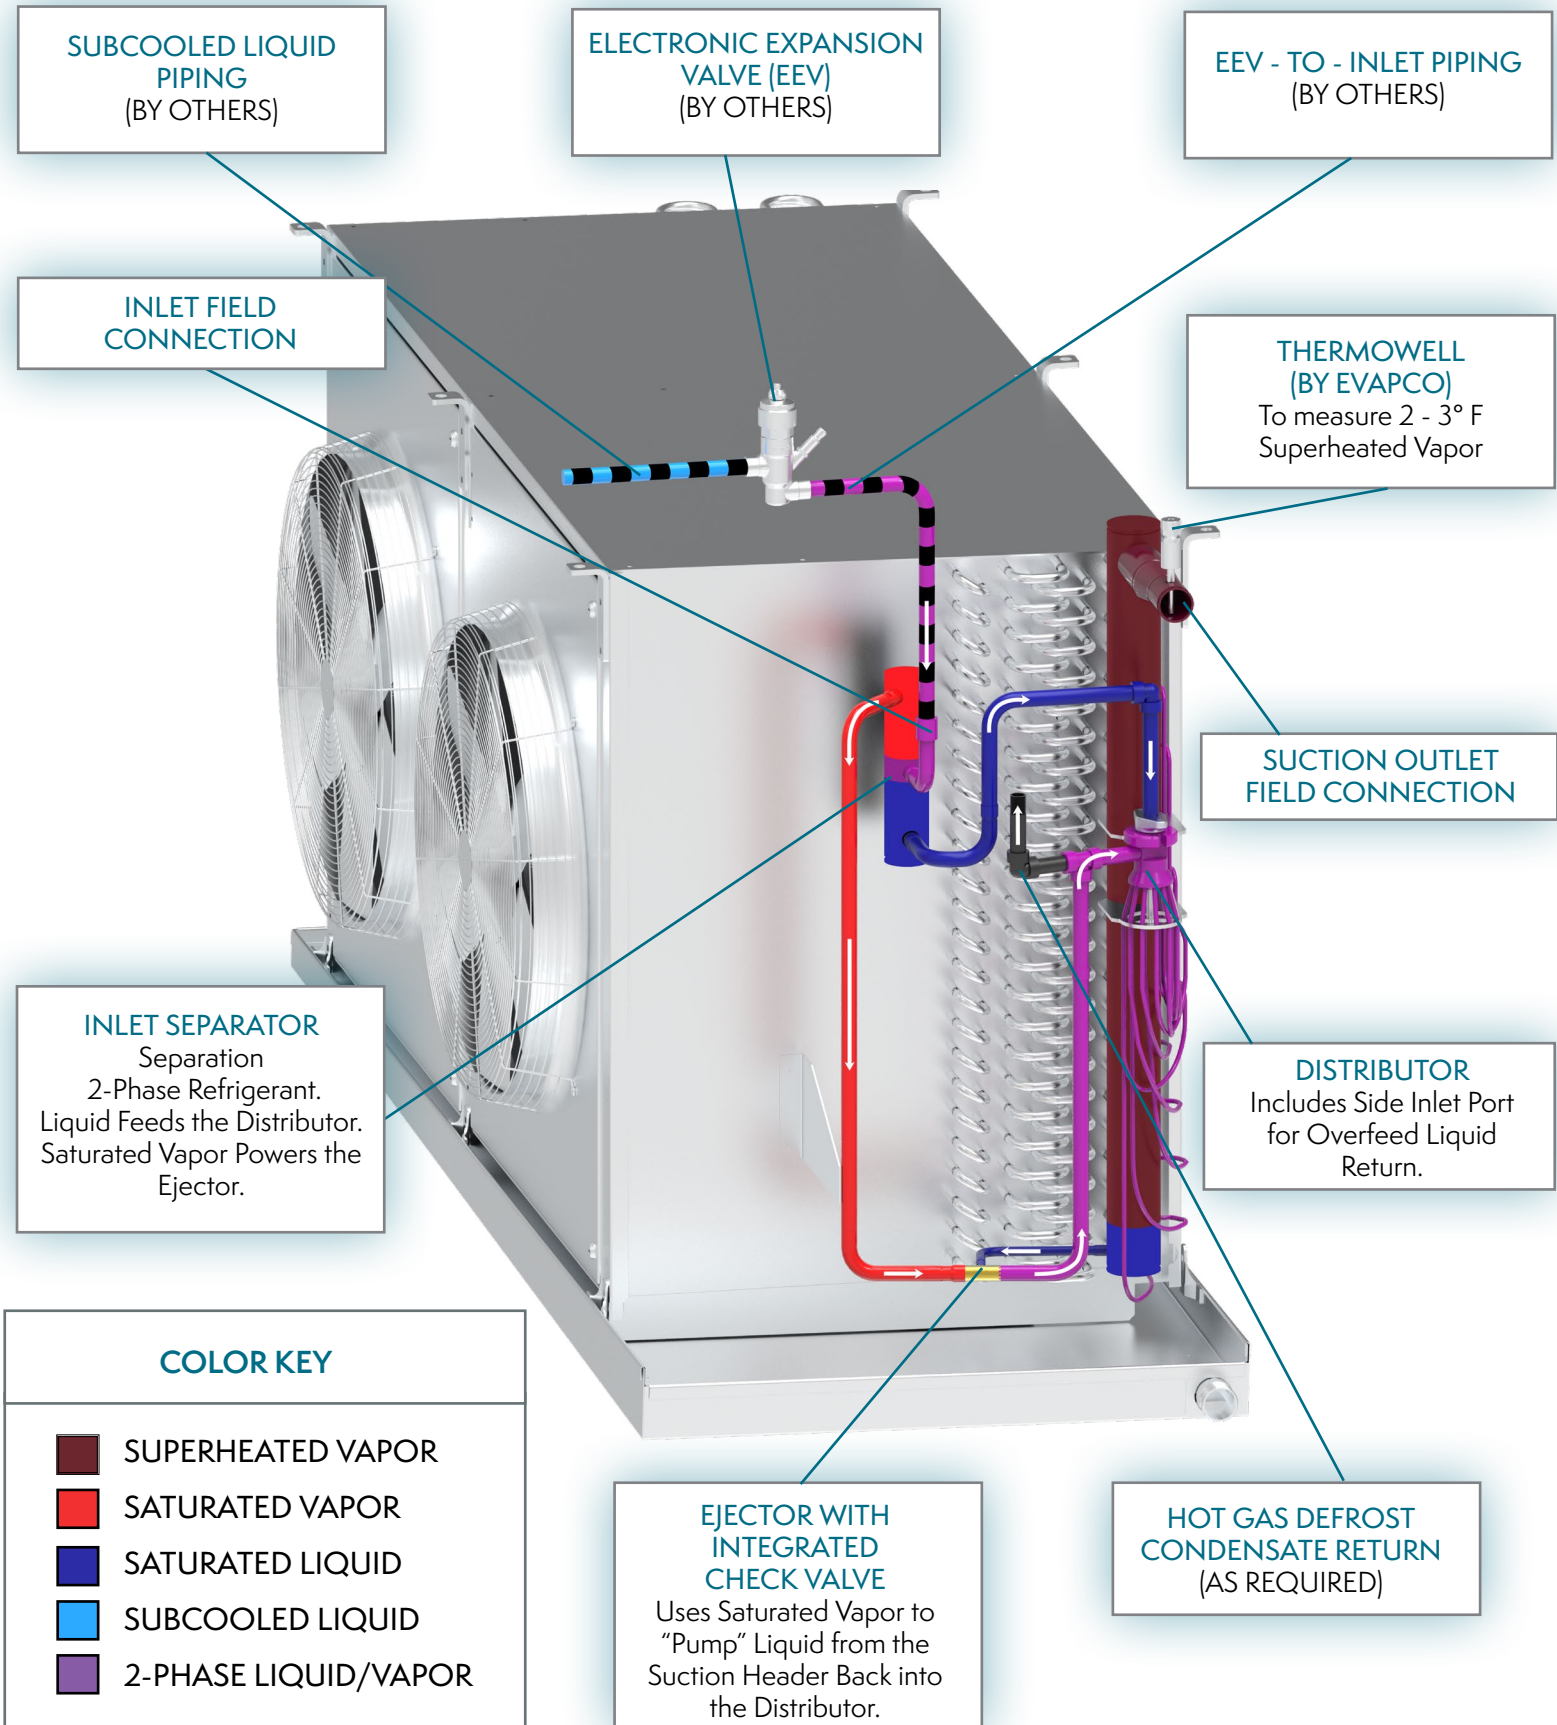 SUBCOOLED LIQUID
PIPING
(BY OTHERS)
ELECTRONIC EXPANSION
VALVE (EEV)
(BY OTHERS)
EEV - TO - INLET PIPING
(BY OTHERS)
INLET FIELD
CONNECTION
THERMOWELL
(BY EVAPCO)
To measure 2 - 3° F
Superheated Vapor
SUCTION OUTLET
FIELD CONNECTION
INLET SEPARATOR
Separation
2-Phase Refrigerant.
Liquid Feeds the Distributor.
Saturated Vapor Powers the
Ejector.
DISTRIBUTOR
Includes Side Inlet Port
for Overfeed Liquid
Return.
COLOR KEY
SUPERHEATED VAPOR
SATURATED VAPOR
SATURATED LIQUID
SUBCOOLED LIQUID
2-PHASE LIQUID/VAPOR
EJECTOR WITH
INTEGRATED
CHECK VALVE
Uses Saturated Vapor to
“Pump” Liquid from the
Suction Header Back into
the Distributor.
HOT GAS DEFROST
CONDENSATE RETURN
(AS REQUIRED)